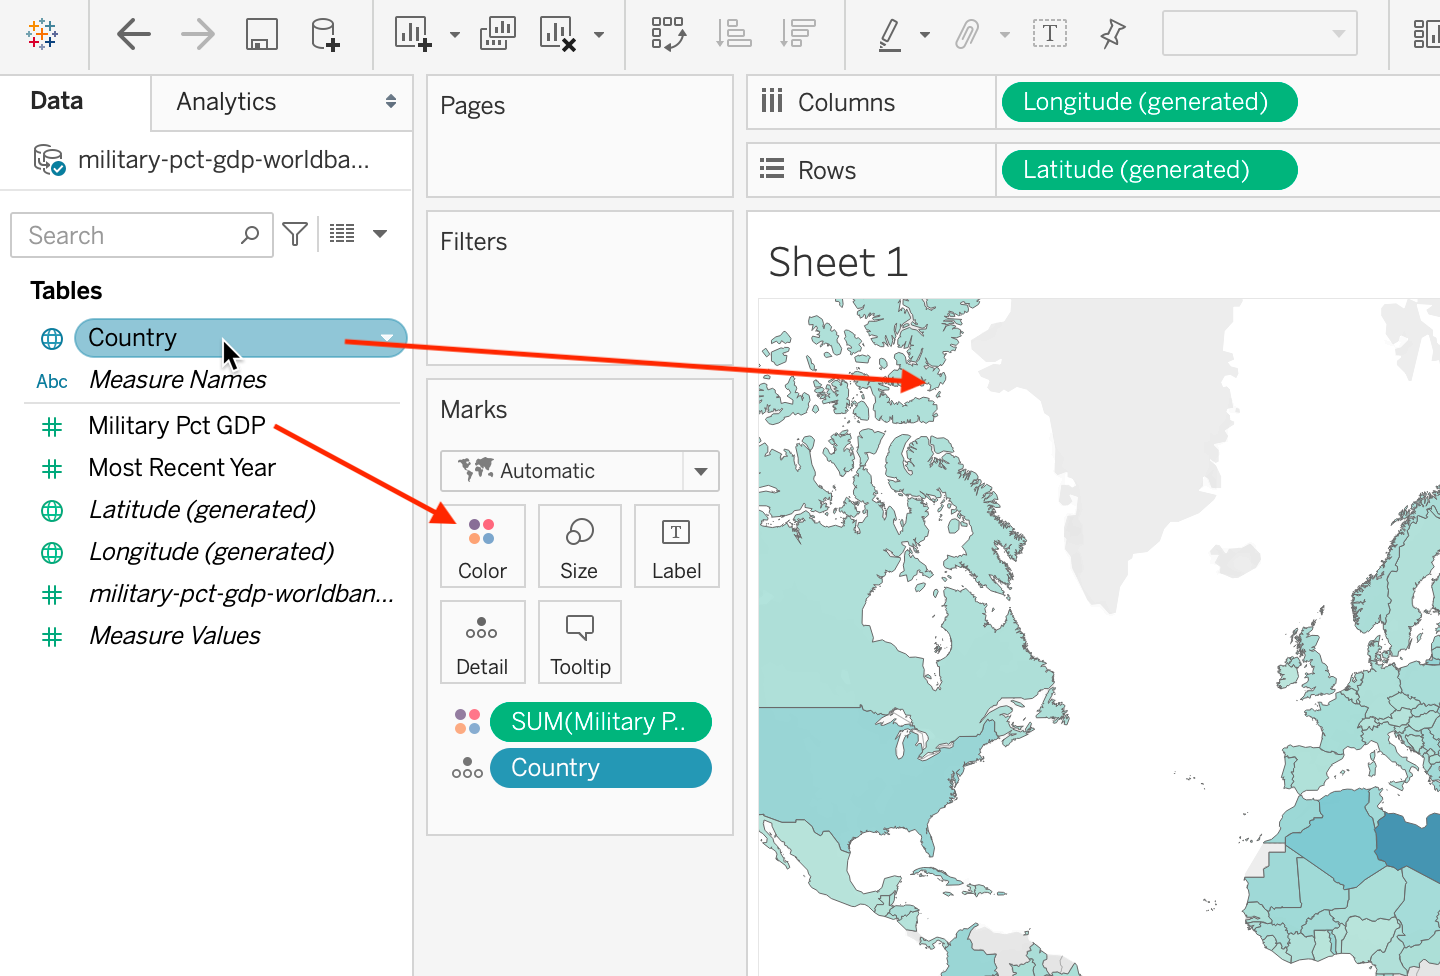 Data
Analytics
military-pct-gdp-worldba...
Search
Tables
Country
Abc Measure Names
Military Pct GDP
Most Recent Year
Latitude (generated)
Longitude (generated)
military-pct-gdp-worldban...
Measure Values
Pages
Filters
Marks
Automatic
Color
Size
T
Label
Detail
Tooltip
SUM(Military P..
Country
T
Columns
Longitude (generated)
Rows
Latitude (generated)
Sheet 1